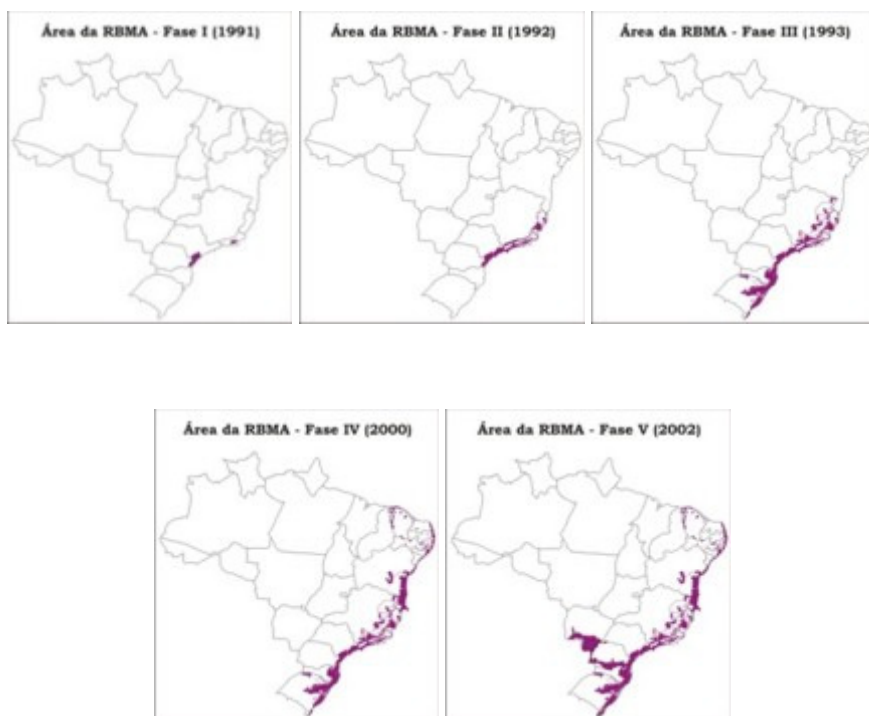 Área da RBMA - Fase I (1991)
Área da RBMA - Fase II (1992)
Área da RBMA - Fase III (1993)
Área da RBMA - Fase IV (2000)
Área da RBMA - Fase V (2002)